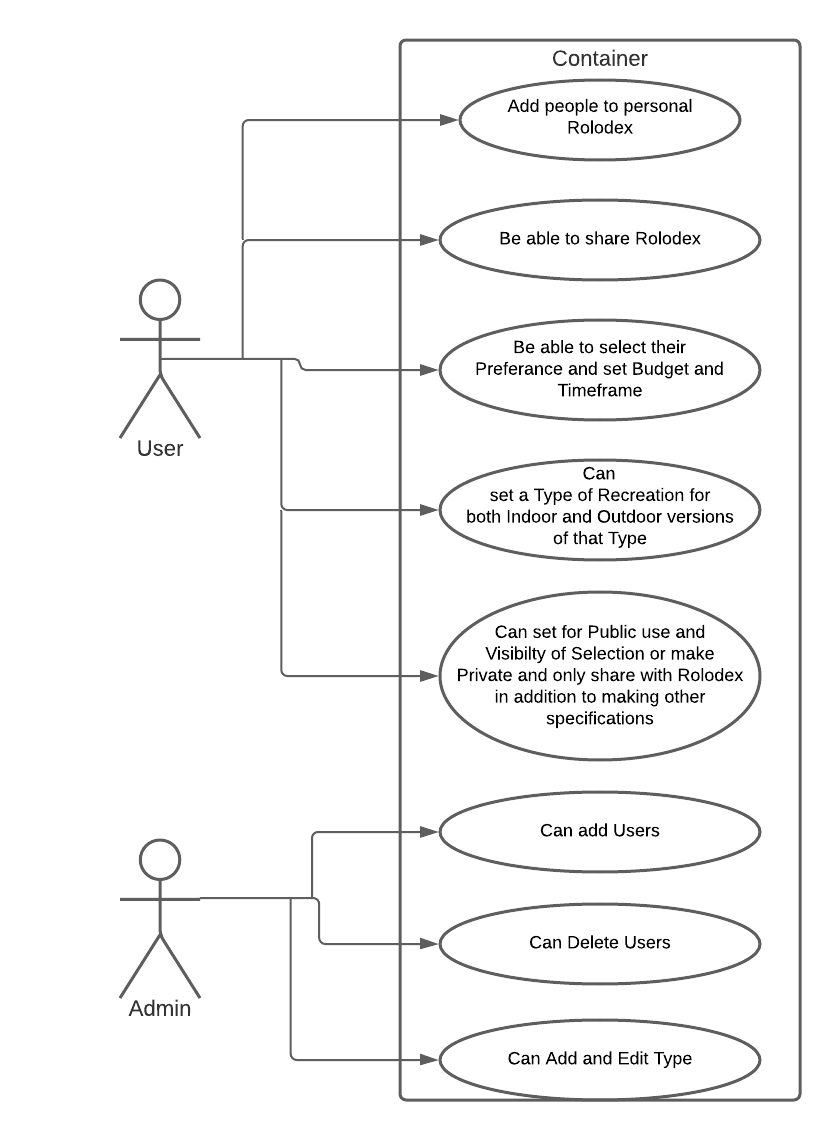 Container
Add people to personal
Rolodex
Be able to share Rolodex
Be able to select their
Preferance and set Budget and
Timeframe
User
Can
set a Type of Recreation for
both Indoor and Outdoor versions
of that Type
Can set for Public use and
Visibilty of Selection or make
Private and only share with Rolodex
in addition to making other
specifications
Can add Users
Can Delete Users
Admin
Can Add and Edit Type